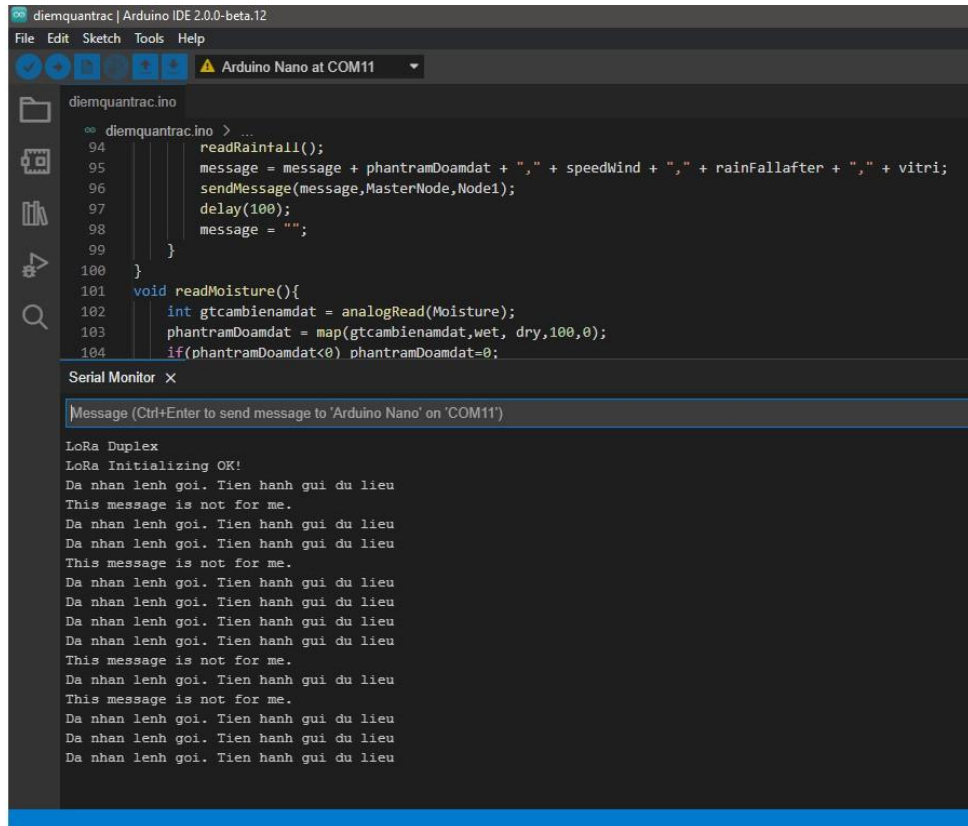 diemquantrac | Arduino IDE 2.0.0-beta.12
File Edit Sketch Tools Help
Arduino Nano at COM11
diemquantrac.ino
diemquantrac.ino > ...
94 readRainfall();
95 message = message + phantramDoamdat + "," + speedWind + "," + rainFallafter + "," + vitri;
96 sendMessage(message,MasterNode,Node1);
97 delay(100);
98 message = "";
99 }
100 }
101 void readMoisture(){
102 int gtcambienamdat = analogRead(Moisture);
103 phantramDoamdat = map(gtcambienamdat,wet, dry,100,0);
104 if(phantramDoamdat<0) phantramDoamdat=0;
Serial Monitor ×
Message (Ctrl+Enter to send message to 'Arduino Nano' on 'COM11')
LoRa Duplex
LoRa Initializing OK!
Da nhan lenh goi. Tien hanh gui du lieu
This message is not for me.
Da nhan lenh goi. Tien hanh gui du lieu
Da nhan lenh goi. Tien hanh gui du lieu
This message is not for me.
Da nhan lenh goi. Tien hanh gui du lieu
Da nhan lenh goi. Tien hanh gui du lieu
Da nhan lenh goi. Tien hanh gui du lieu
Da nhan lenh goi. Tien hanh gui du lieu
This message is not for me.
Da nhan lenh goi. Tien hanh gui du lieu
This message is not for me.
Da nhan lenh goi. Tien hanh gui du lieu
Da nhan lenh goi. Tien hanh gui du lieu
Da nhan lenh goi. Tien hanh gui du lieu